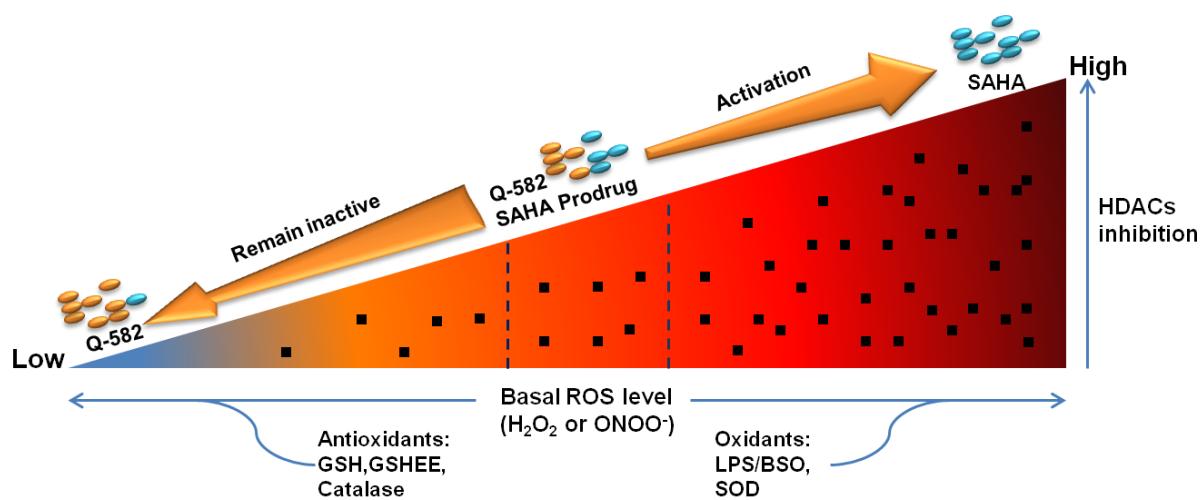 SAHA
High
Activation
Q-582
SAHA Prodrug
Remain inactive
HDACs
inhibition
Q-582
Low
Basal ROS level
(H₂O₂ or ONOO⁻)
Antioxidants:
GSH,GSHEE,
Catalase
Oxidants:
LPS/BSO,
SOD